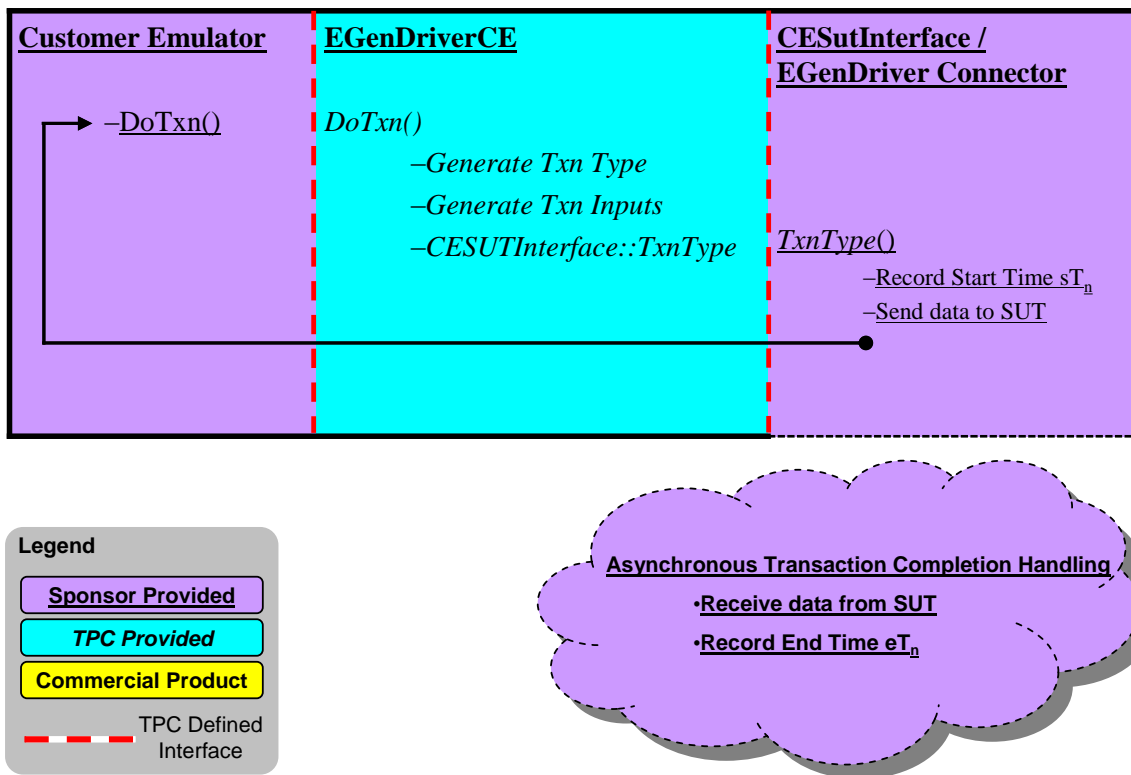 Customer Emulator
EGenDriverCE
CESutInterface /
EGenDriver Connector
–DoTxn()
DoTxn()
–Generate Txn Type
–Generate Txn Inputs
–CESUTInterface::TxnType
TxnType()
–Record Start Time sTn
–Send data to SUT
Asynchronous Transaction Completion Handling
•Receive data from SUT
•Record End Time eTn
Legend
Sponsor Provided
TPC Provided
Commercial Product
TPC Defined
Interface